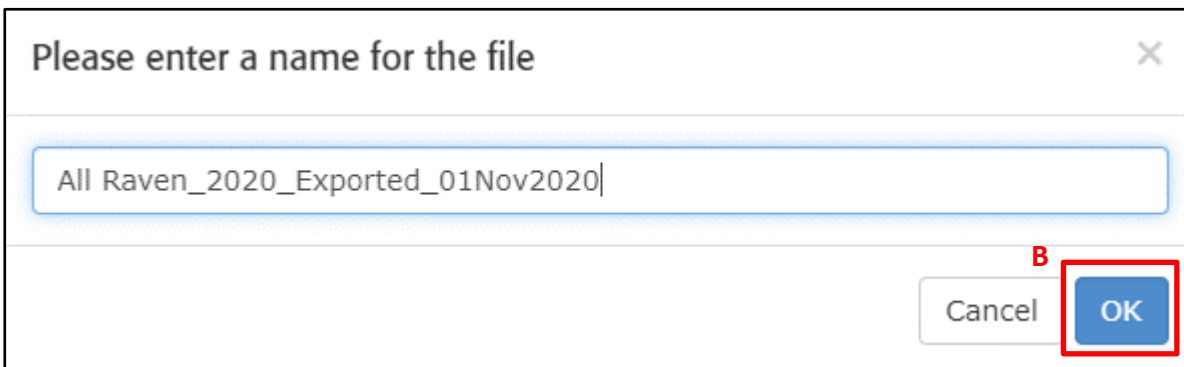 Please enter a name for the file
×
All Raven_2020_Exported_01Nov2020
B
Cancel
OK